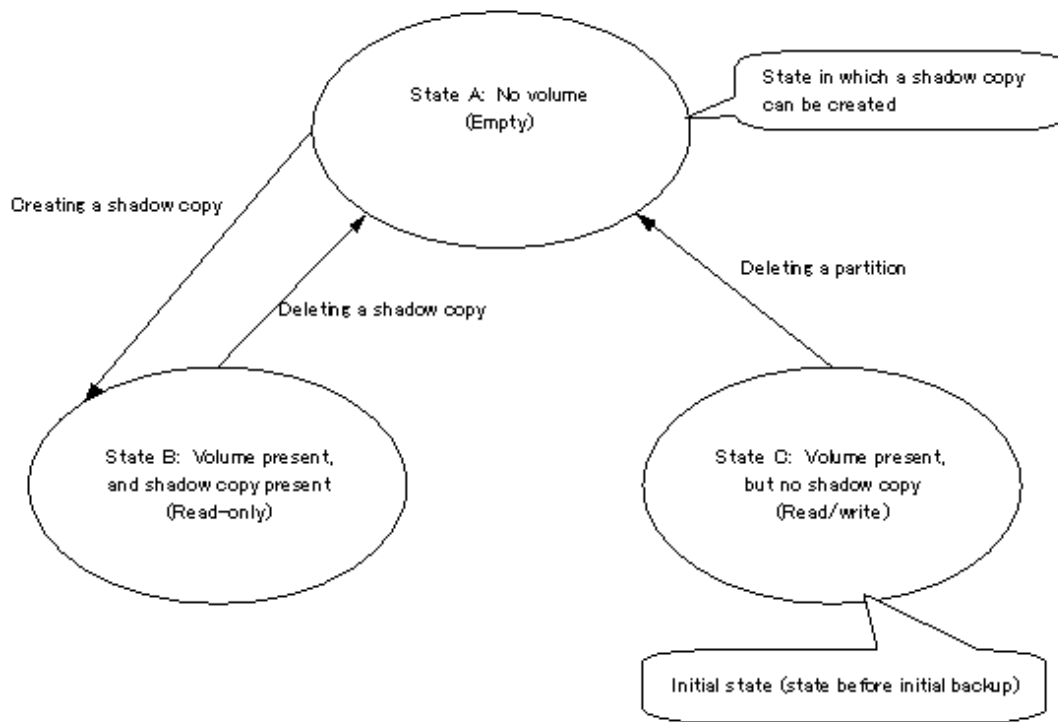 State A: No volume
(Empty)
State in which a shadow copy
can be created
Creating a shadow copy
Deleting a partition
Deleting a shadow copy
State B: Volume present,
and shadow copy present
(Read-only)
State C: Volume present,
but no shadow copy
(Read/write)
Initial state (state before initial backup)